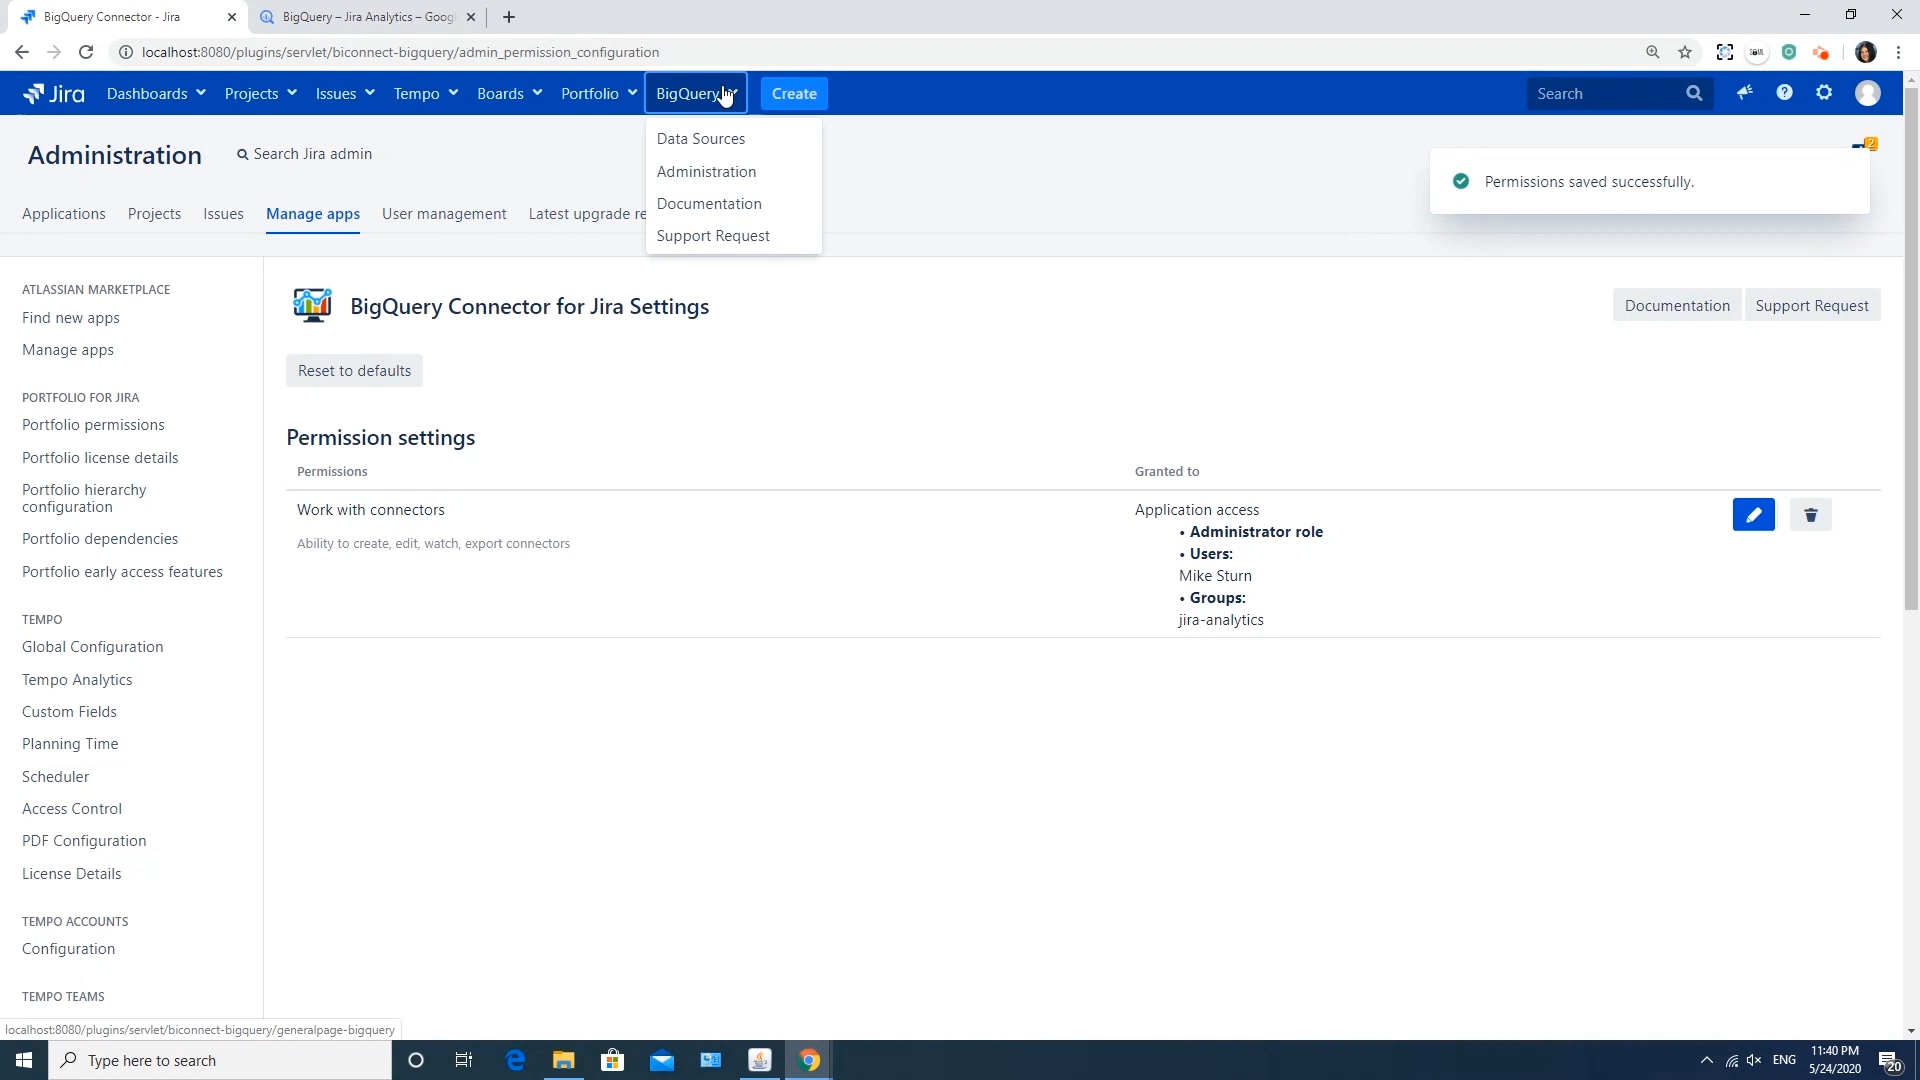 BigQuery Connector - Jira
BigQuery – Jira Analytics – Goog
localhost:8080/plugins/servlet/biconnect-bigquery/admin_permission_configuration
Jira
Dashboards
Projects
Issues
Tempo
Boards
Portfolio
BigQuery
Create
Search
Data Sources
Administration
Documentation
Support Request
Administration
Search Jira admin
2
Permissions saved successfully.
Applications
Projects
Issues
Manage apps
User management
Latest upgrade re
ATLASSIAN MARKETPLACE
Find new apps
Manage apps
PORTFOLIO FOR JIRA
Portfolio permissions
Portfolio license details
Portfolio hierarchy
configuration
Portfolio dependencies
Portfolio early access features
TEMPO
Global Configuration
Tempo Analytics
Custom Fields
Planning Time
Scheduler
Access Control
PDF Configuration
License Details
TEMPO ACCOUNTS
Configuration
TEMPO TEAMS
BigQuery Connector for Jira Settings
Documentation
Support Request
Reset to defaults
Permission settings
Permissions
Granted to
Work with connectors
Ability to create, edit, watch, export connectors
Application access
• Administrator role
• Users:
Mike Sturn
• Groups:
jira-analytics
localhost:8080/plugins/servlet/biconnect-bigquery/generalpage-bigquery
Type here to search
ENG
11:40 PM
5/24/2020
20